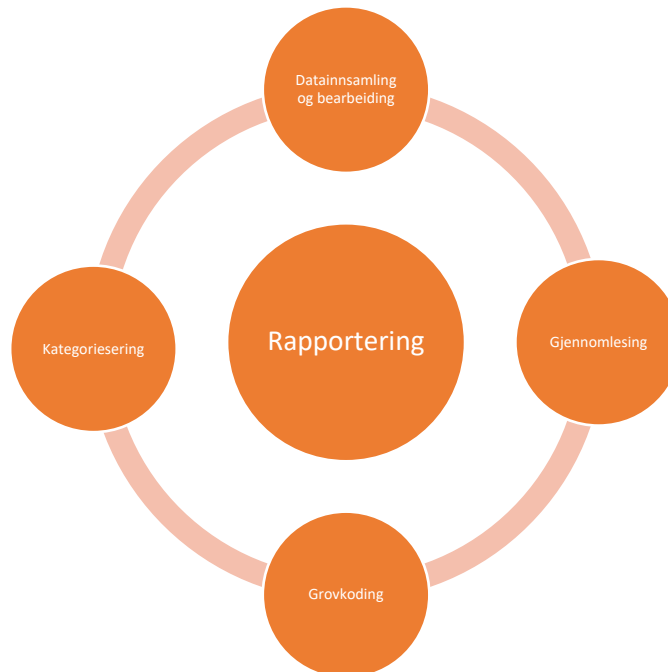 Datainnsamling
og bearbeiding
Kategoriesering
Rapportering
Gjennomlesing
Grovkoding